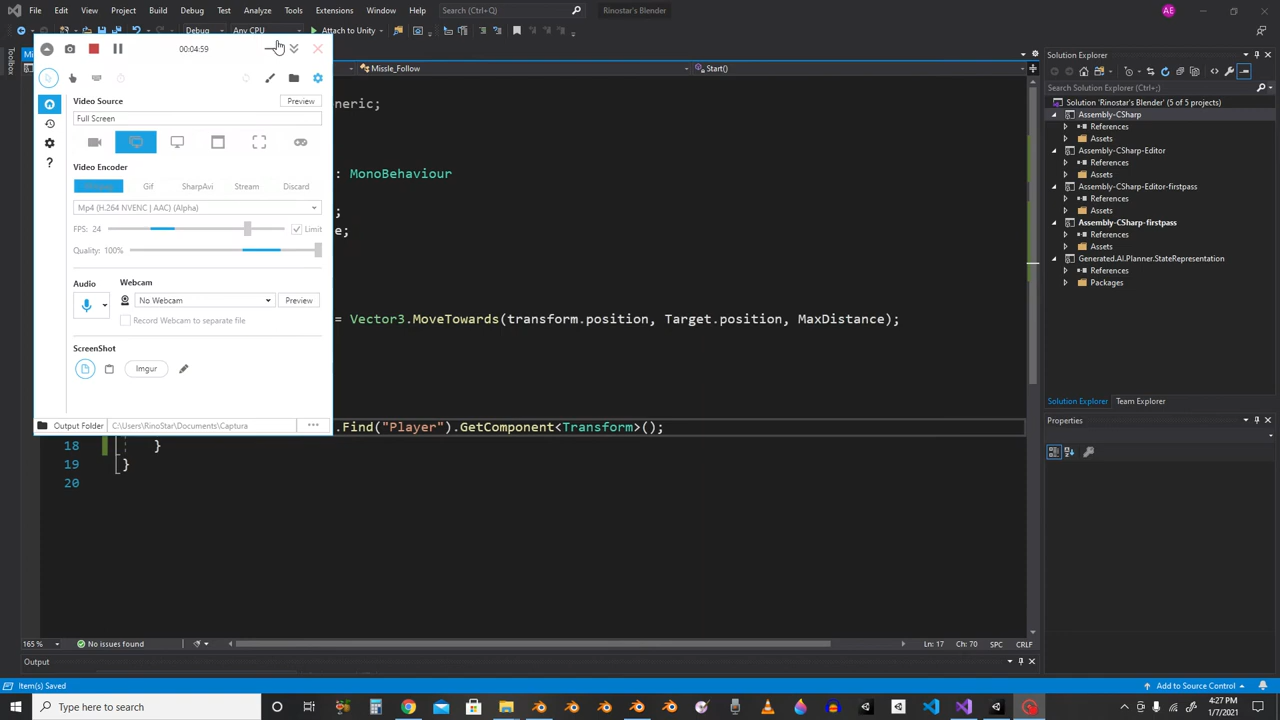 File Edit View Project Build Debug Test Analyze Tools Extensions Window Help Search (Ctrl+Q) Rinostar's Blender AE
Debug Any CPU Attach to Unity
00:04:59
Missle_Follow Start()
Video Source Preview
Full Screen
Video Encoder
Gif SharpAvi Stream Discard
Mp4 (H.264 NVENC | AAC) (Alpha)
FPS: 24 Limit
Quality: 100%
Audio Webcam
No Webcam Preview
Record Webcam to separate file
ScreenShot
Imgur
Output Folder C:\Users\RinoStar\Documents\Captura ...
neric;
: MonoBehaviour
;
e;
= Vector3.MoveTowards(transform.position, Target.position, MaxDistance);
.Find("Player").GetComponent<Transform>();
18 }
19 }
20
Toolbox
Solution Explorer
Search Solution Explorer (Ctrl+;)
Solution 'Rinostar's Blender' (5 of 5 projects)
Assembly-CSharp
References
Assets
Assembly-CSharp-Editor
References
Assets
Assembly-CSharp-Editor-firstpass
References
Assets
Assembly-CSharp-firstpass
References
Assets
Generated.AI.Planner.StateRepresentation
References
Packages
Solution Explorer Team Explorer
Properties
165 % No issues found Ln: 17 Ch: 70 SPC CRLF
Output
Item(s) Saved Add to Source Control
Type here to search
4:27 PM
1/7/2021